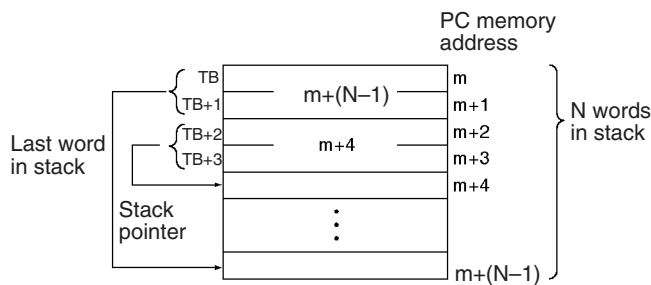 PC memory
address
TB
TB+1
m+(N–1)
m
m+1
TB+2
TB+3
m+4
m+2
m+3
m+4
Last word
in stack
N words
in stack
Stack
pointer
m+(N–1)